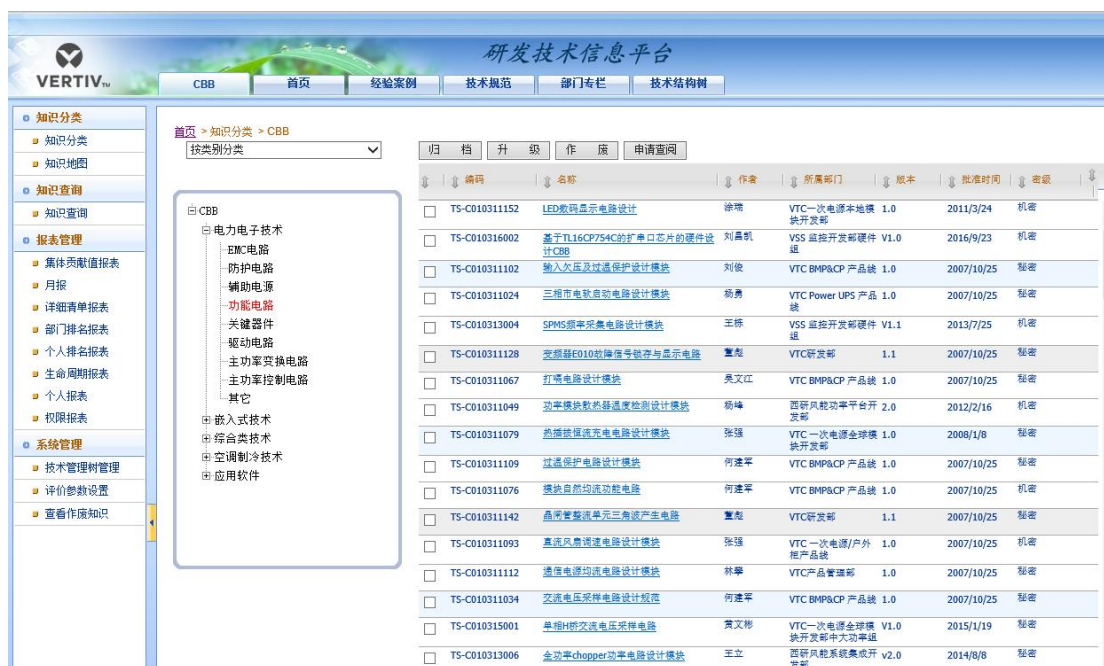 研发技术信息平台
VERTIV™
CBB 首页 经验案例 技术规范 部门专栏 技术结构树
知识分类
知识分类
知识地图
知识查询
知识查询
报表管理
集体贡献值报表
月报
详细清单报表
部门排名报表
个人排名报表
生命周期报表
个人报表
权限报表
系统管理
技术管理树管理
评价参数设置
查看作废知识
首页 > 知识分类 > CBB
按类别分类
归 档 升 级 作 废 申请查阅
CBB
电力电子技术
EMC电路
防护电路
辅助电源
功能电路
关键器件
驱动电路
主功率变换电路
主功率控制电路
其它
嵌入式技术
综合类技术
空调制冷技术
应用软件
编码 名称 作者 所属部门 版本 批准时间 密级
TS-C010311152 LED数码显示电路设计 涂瑞 VTC一次电源本地模块开发部 1.0 2011/3/24 机密
TS-C010316002 基于TL16CP754C的扩串口芯片的硬件设计CBB 刘昌凯 VSS 监控开发部硬件组 V1.0 2016/9/23 机密
TS-C010311102 输入欠压及过温保护设计模块 刘俊 VTC BMP&CP 产品线 1.0 2007/10/25 秘密
TS-C010311024 三相市电软启动电路设计模块 杨勇 VTC Power UPS 产品线 1.0 2007/10/25 秘密
TS-C010313004 SPMS频率采集电路设计模块 王栋 VSS 监控开发部硬件组 V1.1 2013/7/25 机密
TS-C010311128 变频器E010故障信号锁存与显示电路 董彪 VTC研发部 1.1 2007/10/25 秘密
TS-C010311067 打嗝电路设计模块 吴文江 VTC BMP&CP 产品线 1.0 2007/10/25 秘密
TS-C010311049 功率模块散热器温度检测设计模块 杨峰 西研风能功率平台开发部 2.0 2012/2/16 机密
TS-C010311079 热插拔恒流充电电路设计模块 张强 VTC 一次电源全球模块开发部 1.0 2008/1/8 秘密
TS-C010311109 过温保护电路设计模块 何建军 VTC BMP&CP 产品线 1.0 2007/10/25 秘密
TS-C010311076 模块自然均流功能电路 何建军 VTC BMP&CP 产品线 1.0 2007/10/25 机密
TS-C010311142 晶闸管整流单元三角波产生电路 董彪 VTC研发部 1.1 2007/10/25 秘密
TS-C010311093 直流风扇调速电路设计模块 张强 VTC 一次电源/户外柜产品线 1.0 2007/10/25 机密
TS-C010311112 通信电源均流电路设计模块 林攀 VTC产品管理部 1.0 2007/10/25 秘密
TS-C010311034 交流电压采样电路设计规范 何建军 VTC BMP&CP 产品线 1.0 2007/10/25 秘密
TS-C010315001 单相H桥交流电压采样电路 黄文彬 VTC一次电源全球模块开发部中大功率组 V1.0 2015/1/19 秘密
TS-C010313006 全功率chopper功率电路设计模块 王立 西研风能系统集成开发部 v2.0 2014/8/8 秘密